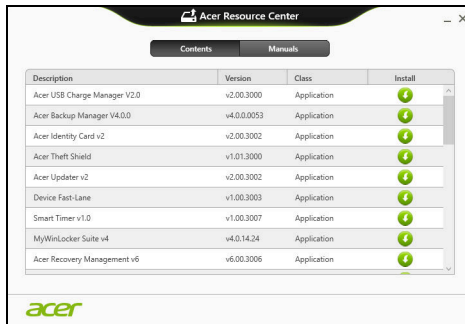 Acer Resource Center
Contents Manuals
Description Version Class Install
Acer USB Charge Manager V2.0 v2.00.3000 Application
Acer Backup Manager V4.0.0 v4.0.0.0053 Application
Acer Identity Card v2 v2.00.3002 Application
Acer Theft Shield v1.01.3000 Application
Acer Updater v2 v2.00.3002 Application
Device Fast-Lane v1.00.3003 Application
Smart Timer v1.0 v1.00.3007 Application
MyWinLocker Suite v4 v4.0.14.24 Application
Acer Recovery Management v6 v6.00.3006 Application
acer